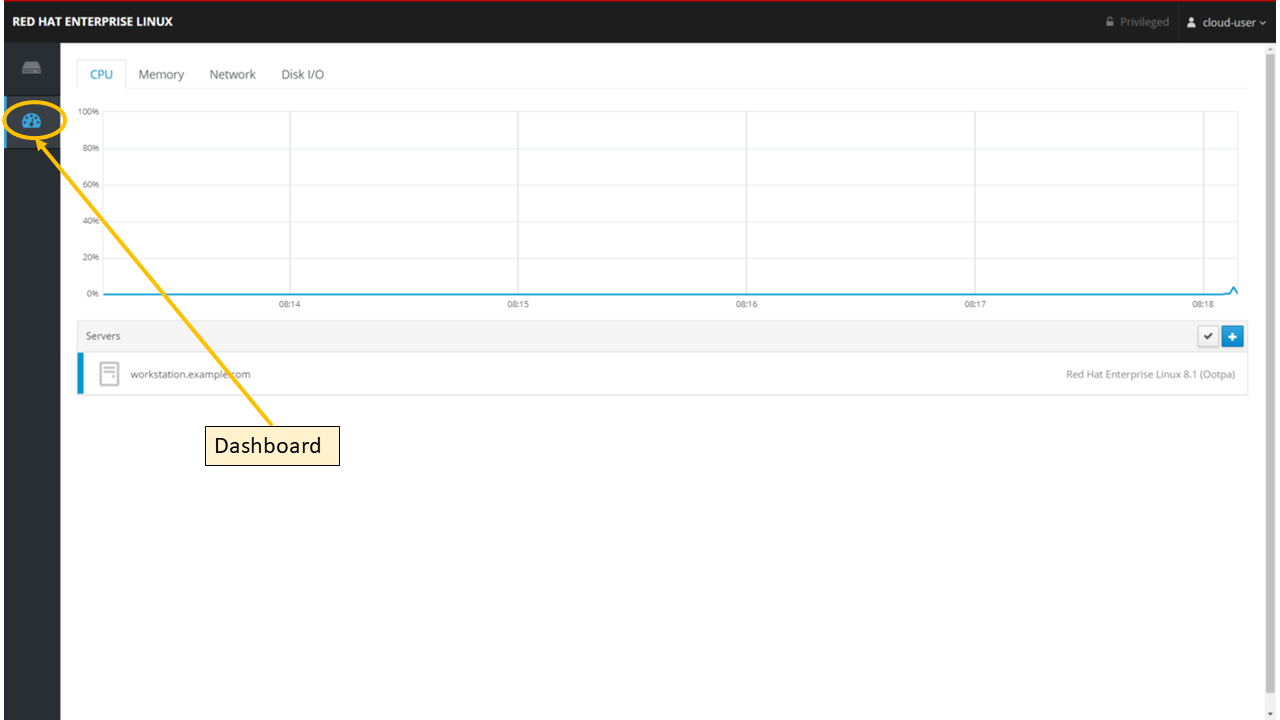 RED HAT ENTERPRISE LINUX
Privileged
cloud-user
CPU Memory Network Disk I/O
100%
80%
60%
40%
20%
0%
08:14 08:15 08:16 08:17 08:18
Servers
workstation.example.com
Red Hat Enterprise Linux 8.1 (Ootpa)
Dashboard